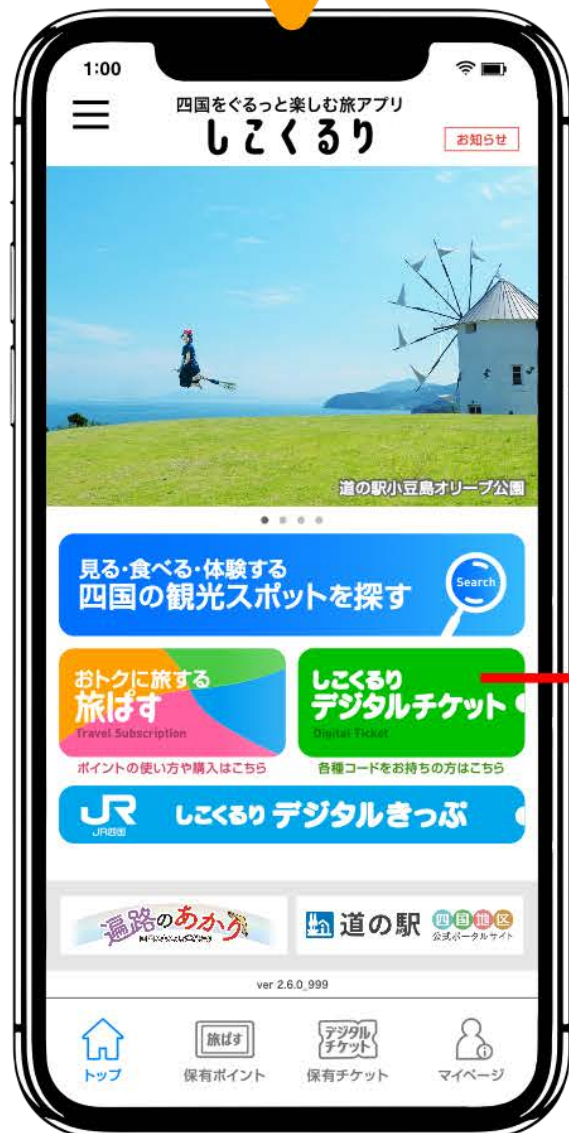 1:00
四国をぐるっと楽しむ旅アプリ
しこくるり
お知らせ
道の駅小豆島オリーブ公園
見る・食べる・体験する
四国の観光スポットを探す
Search
おトクに旅する
旅ぱす
Travel Subscription
ポイントの使い方や購入はこちら
しこくるり
デジタルチケット
Digital Ticket
各種コードをお持ちの方はこちら
JR
JR四国
しこくるり デジタルきっぷ
遍路のあかり
道の駅
四国地区
公式ポータルサイト
ver 2.6.0_999
トップ
旅ぱす
保有ポイント
デジタル
チケット
保有チケット
マイページ